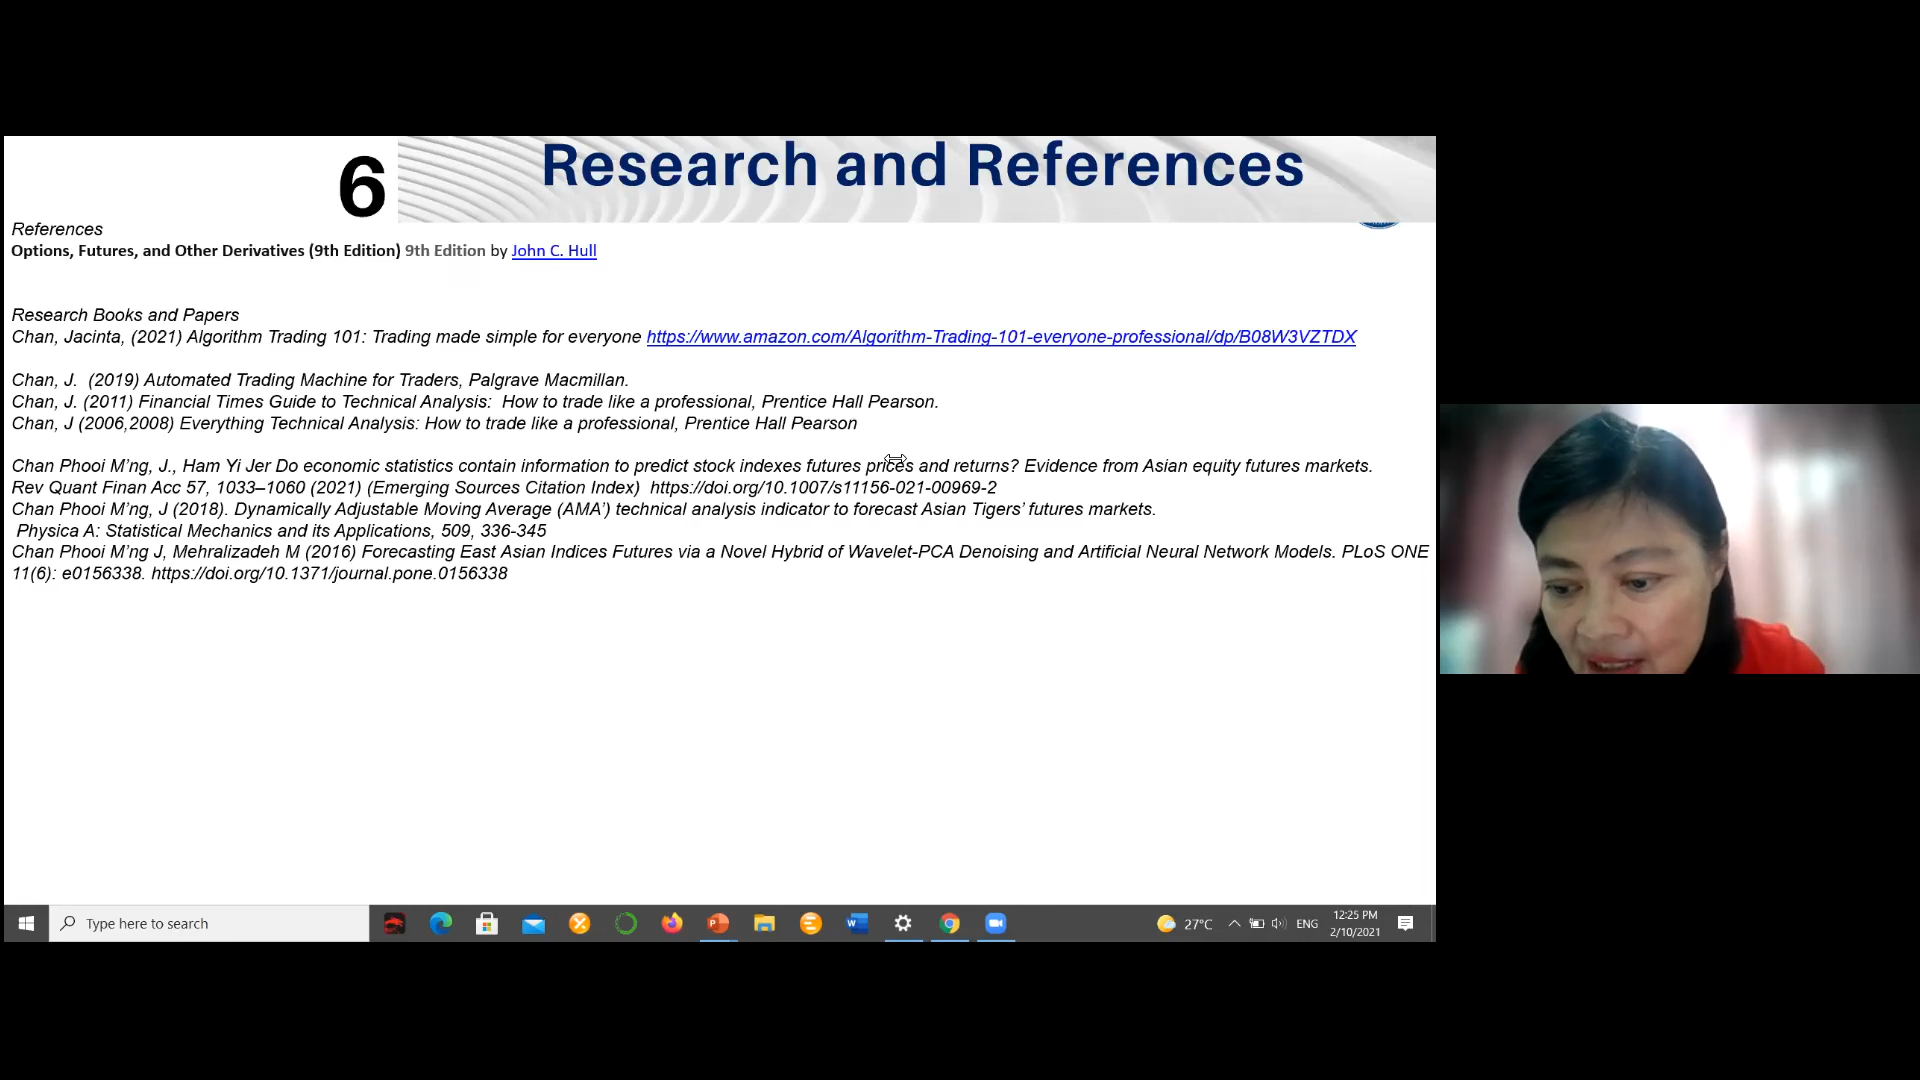 6
Research and References
References
Options, Futures, and Other Derivatives (9th Edition) 9th Edition by John C. Hull
Research Books and Papers
Chan, Jacinta, (2021) Algorithm Trading 101: Trading made simple for everyone https://www.amazon.com/Algorithm-Trading-101-everyone-professional/dp/B08W3VZTDX
Chan, J.  (2019) Automated Trading Machine for Traders, Palgrave Macmillan.
Chan, J. (2011) Financial Times Guide to Technical Analysis:  How to trade like a professional, Prentice Hall Pearson.
Chan, J (2006,2008) Everything Technical Analysis: How to trade like a professional, Prentice Hall Pearson
Chan Phooi M’ng, J., Ham Yi Jer Do economic statistics contain information to predict stock indexes futures prices and returns? Evidence from Asian equity futures markets.
Rev Quant Finan Acc 57, 1033–1060 (2021) (Emerging Sources Citation Index)  https://doi.org/10.1007/s11156-021-00969-2
Chan Phooi M’ng, J (2018). Dynamically Adjustable Moving Average (AMA’) technical analysis indicator to forecast Asian Tigers’ futures markets.
Physica A: Statistical Mechanics and its Applications, 509, 336-345
Chan Phooi M’ng J, Mehralizadeh M (2016) Forecasting East Asian Indices Futures via a Novel Hybrid of Wavelet-PCA Denoising and Artificial Neural Network Models. PLoS ONE
11(6): e0156338. https://doi.org/10.1371/journal.pone.0156338
Type here to search
27°C
ENG
12:25 PM
2/10/2021